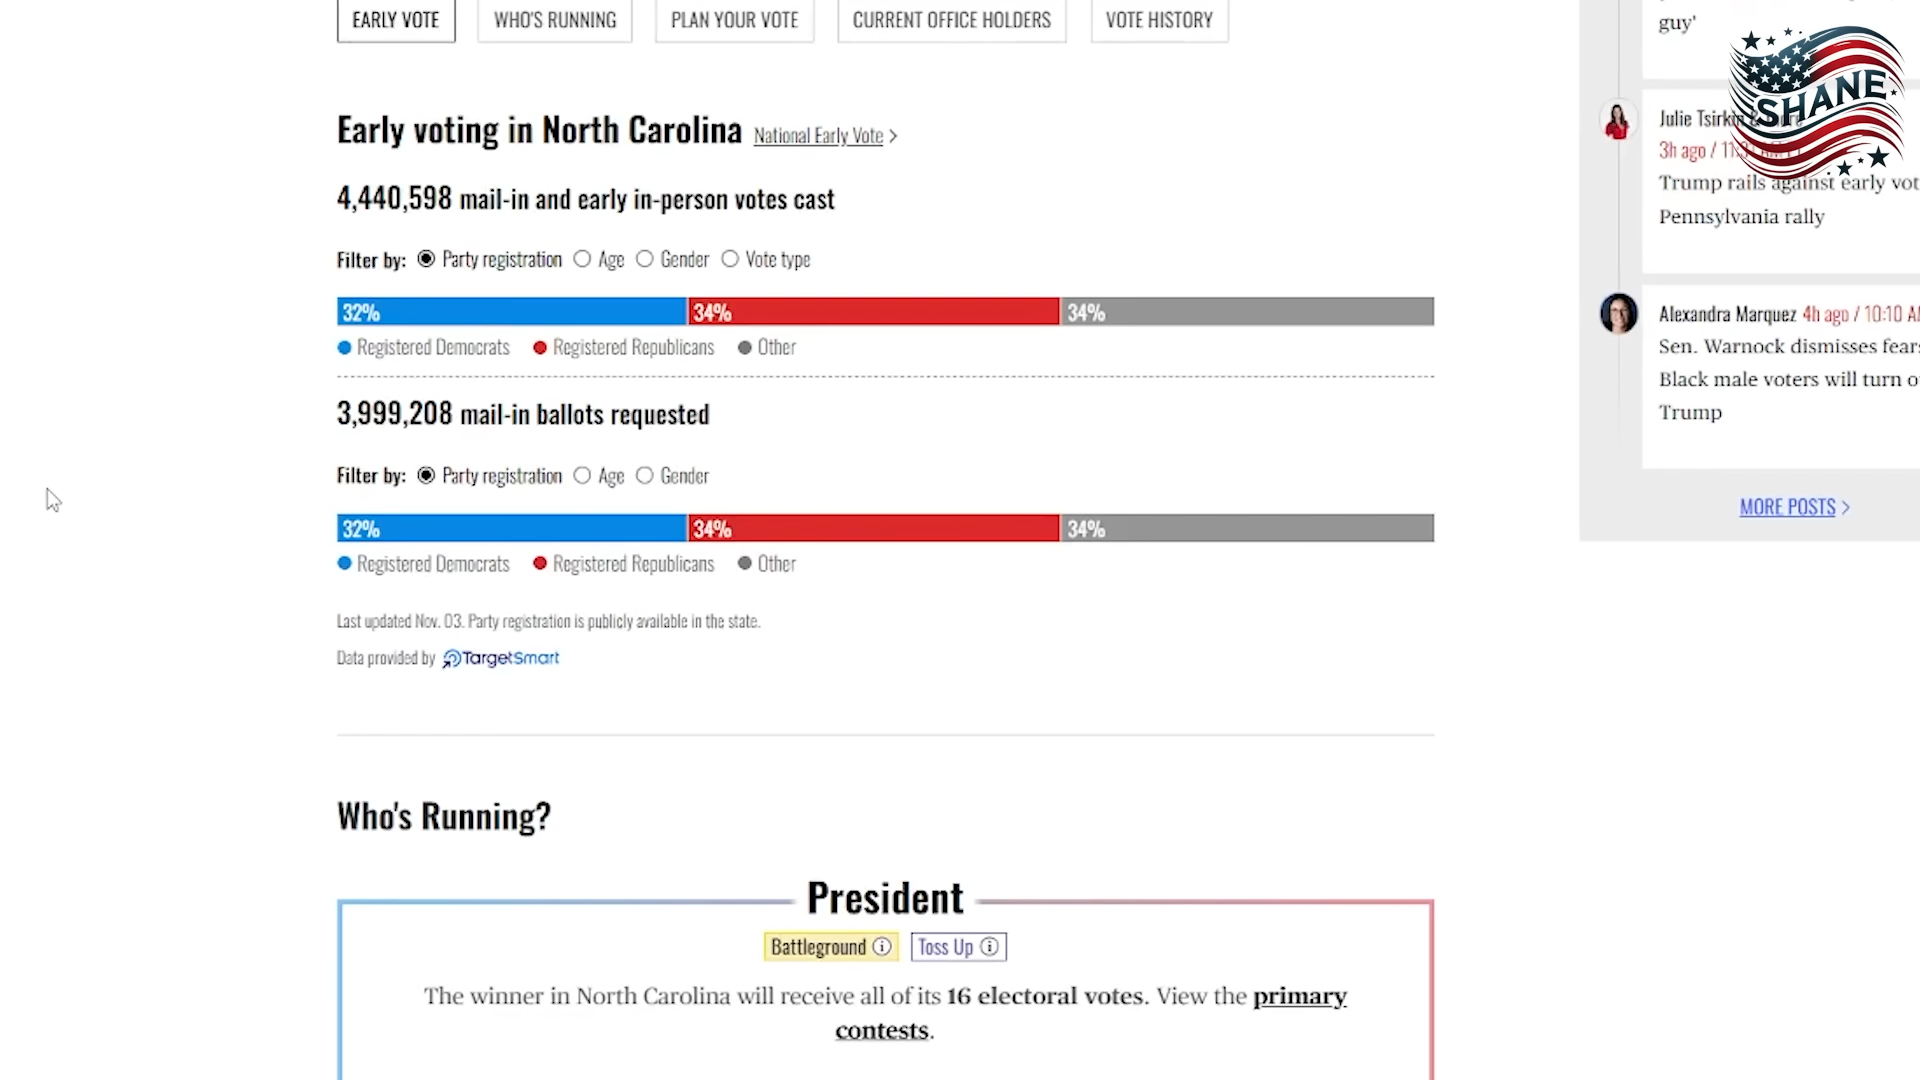 EARLY VOTE
WHO'S RUNNING
PLAN YOUR VOTE
CURRENT OFFICE HOLDERS
VOTE HISTORY
Early voting in North Carolina National Early Vote >
4,440,598 mail-in and early in-person votes cast
Filter by: Party registration Age Gender Vote type
32% 34% 34%
Registered Democrats Registered Republicans Other
3,999,208 mail-in ballots requested
Filter by: Party registration Age Gender
32% 34% 34%
Registered Democrats Registered Republicans Other
Last updated Nov. 03. Party registration is publicly available in the state.
Data provided by TargetSmart
Who's Running?
President
Battleground Toss Up
The winner in North Carolina will receive all of its 16 electoral votes. View the primary
contests.
guy'
SHANE
Julie Tsirkin &
3h ago / 11:
Trump rails against early vot
Pennsylvania rally
Alexandra Marquez 4h ago / 10:10 A
Sen. Warnock dismisses fear
Black male voters will turn o
Trump
MORE POSTS >